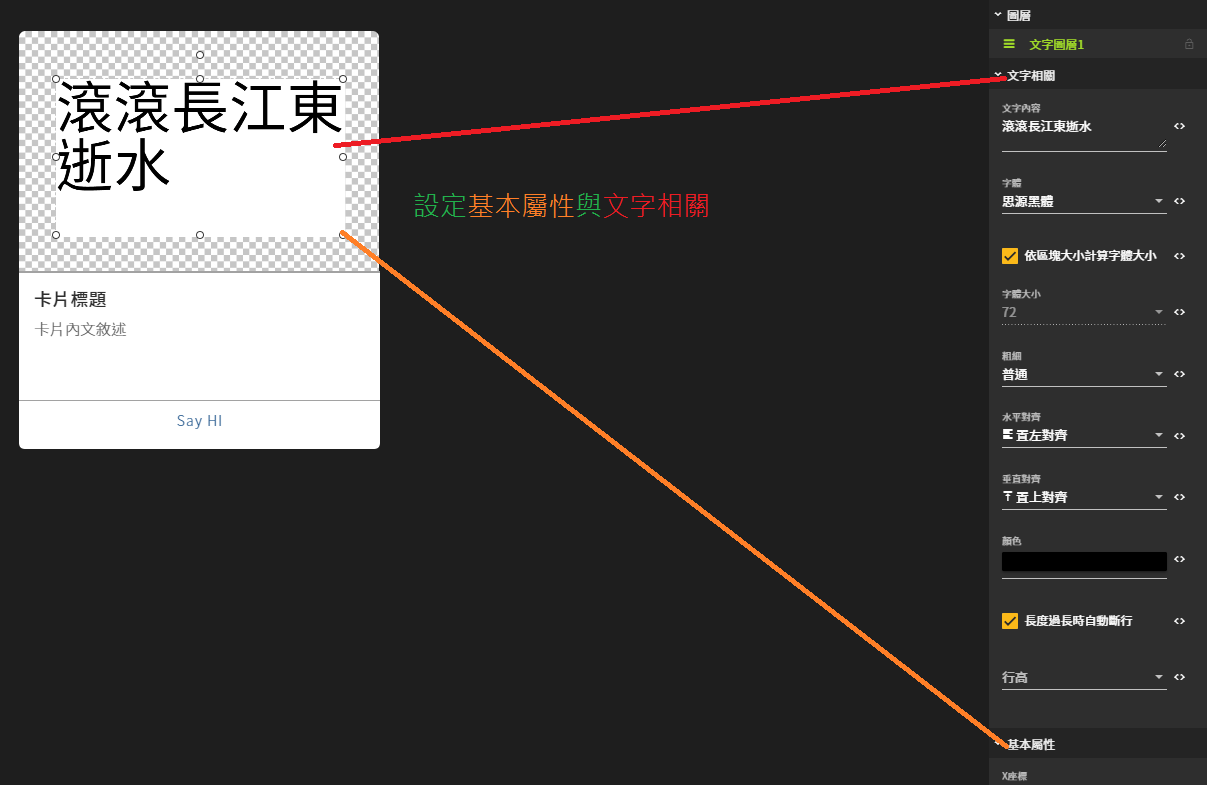 滾滾長江東
逝水
卡片標題
卡片內文敘述
Say HI
設定基本屬性與文字相關
圖層
文字圖層1
文字相關
文字內容
滾滾長江東逝水
字體
思源黑體
依區塊大小計算字體大小
字體大小
72
粗細
普通
水平對齊
置左對齊
垂直對齊
置上對齊
顏色
長度過長時自動斷行
行高
基本屬性
X座標